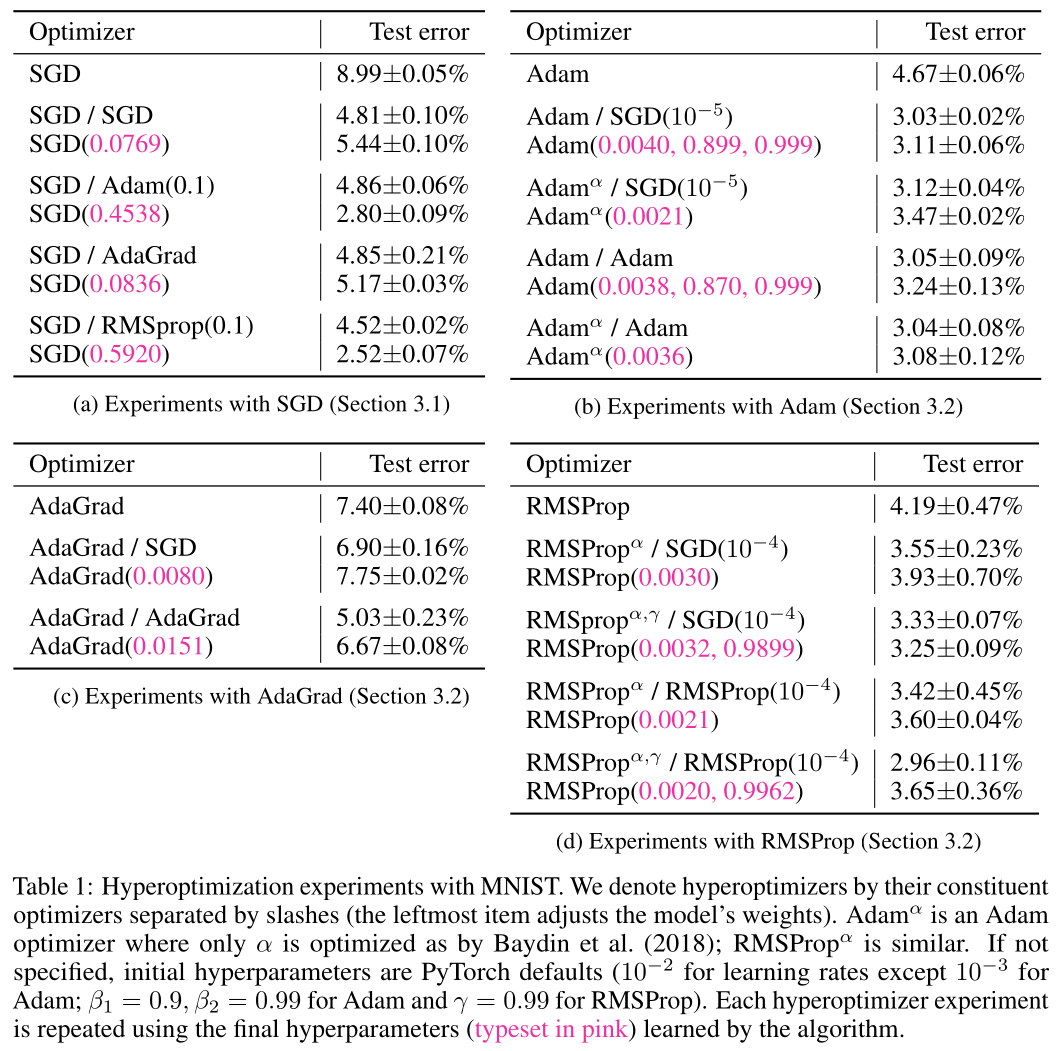 Optimizer | Test error
SGD | 8.99±0.05%
SGD / SGD | 4.81±0.10%
SGD(0.0769) | 5.44±0.10%
SGD / Adam(0.1) | 4.86±0.06%
SGD(0.4538) | 2.80±0.09%
SGD / AdaGrad | 4.85±0.21%
SGD(0.0836) | 5.17±0.03%
SGD / RMSprop(0.1) | 4.52±0.02%
SGD(0.5920) | 2.52±0.07%
(a) Experiments with SGD (Section 3.1)
Optimizer | Test error
Adam | 4.67±0.06%
Adam / SGD(10⁻⁵) | 3.03±0.02%
Adam(0.0040, 0.899, 0.999) | 3.11±0.06%
Adam^α / SGD(10⁻⁵) | 3.12±0.04%
Adam^α(0.0021) | 3.47±0.02%
Adam / Adam | 3.05±0.09%
Adam(0.0038, 0.870, 0.999) | 3.24±0.13%
Adam^α / Adam | 3.04±0.08%
Adam^α(0.0036) | 3.08±0.12%
(b) Experiments with Adam (Section 3.2)
Optimizer | Test error
AdaGrad | 7.40±0.08%
AdaGrad / SGD | 6.90±0.16%
AdaGrad(0.0080) | 7.75±0.02%
AdaGrad / AdaGrad | 5.03±0.23%
AdaGrad(0.0151) | 6.67±0.08%
(c) Experiments with AdaGrad (Section 3.2)
Optimizer | Test error
RMSProp | 4.19±0.47%
RMSProp^α / SGD(10⁻⁴) | 3.55±0.23%
RMSProp(0.0030) | 3.93±0.70%
RMSprop^α,γ / SGD(10⁻⁴) | 3.33±0.07%
RMSProp(0.0032, 0.9899) | 3.25±0.09%
RMSProp^α / RMSProp(10⁻⁴) | 3.42±0.45%
RMSProp(0.0021) | 3.60±0.04%
RMSProp^α,γ / RMSProp(10⁻⁴) | 2.96±0.11%
RMSProp(0.0020, 0.9962) | 3.65±0.36%
(d) Experiments with RMSProp (Section 3.2)
Table 1: Hyperoptimization experiments with MNIST. We denote hyperoptimizers by their constituent
optimizers separated by slashes (the leftmost item adjusts the model's weights). Adam^α is an Adam
optimizer where only α is optimized as by Baydin et al. (2018); RMSProp^α is similar. If not
specified, initial hyperparameters are PyTorch defaults (10⁻² for learning rates except 10⁻³ for
Adam; β₁ = 0.9, β₂ = 0.99 for Adam and γ = 0.99 for RMSProp). Each hyperoptimizer experiment
is repeated using the final hyperparameters (typeset in pink) learned by the algorithm.